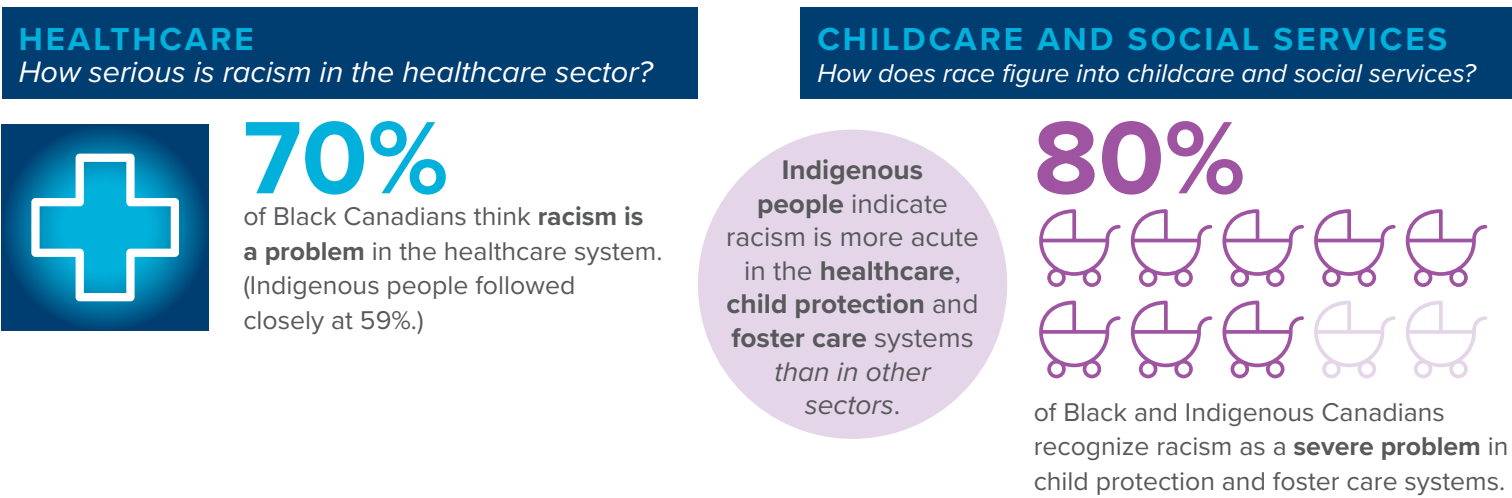 HEALTHCARE
How serious is racism in the healthcare sector?
70%
of Black Canadians think racism is
a problem in the healthcare system.
(Indigenous people followed
closely at 59%.)
CHILDCARE AND SOCIAL SERVICES
How does race figure into childcare and social services?
Indigenous
people indicate
racism is more acute
in the healthcare,
child protection and
foster care systems
than in other
sectors.
80%
of Black and Indigenous Canadians
recognize racism as a severe problem in
child protection and foster care systems.